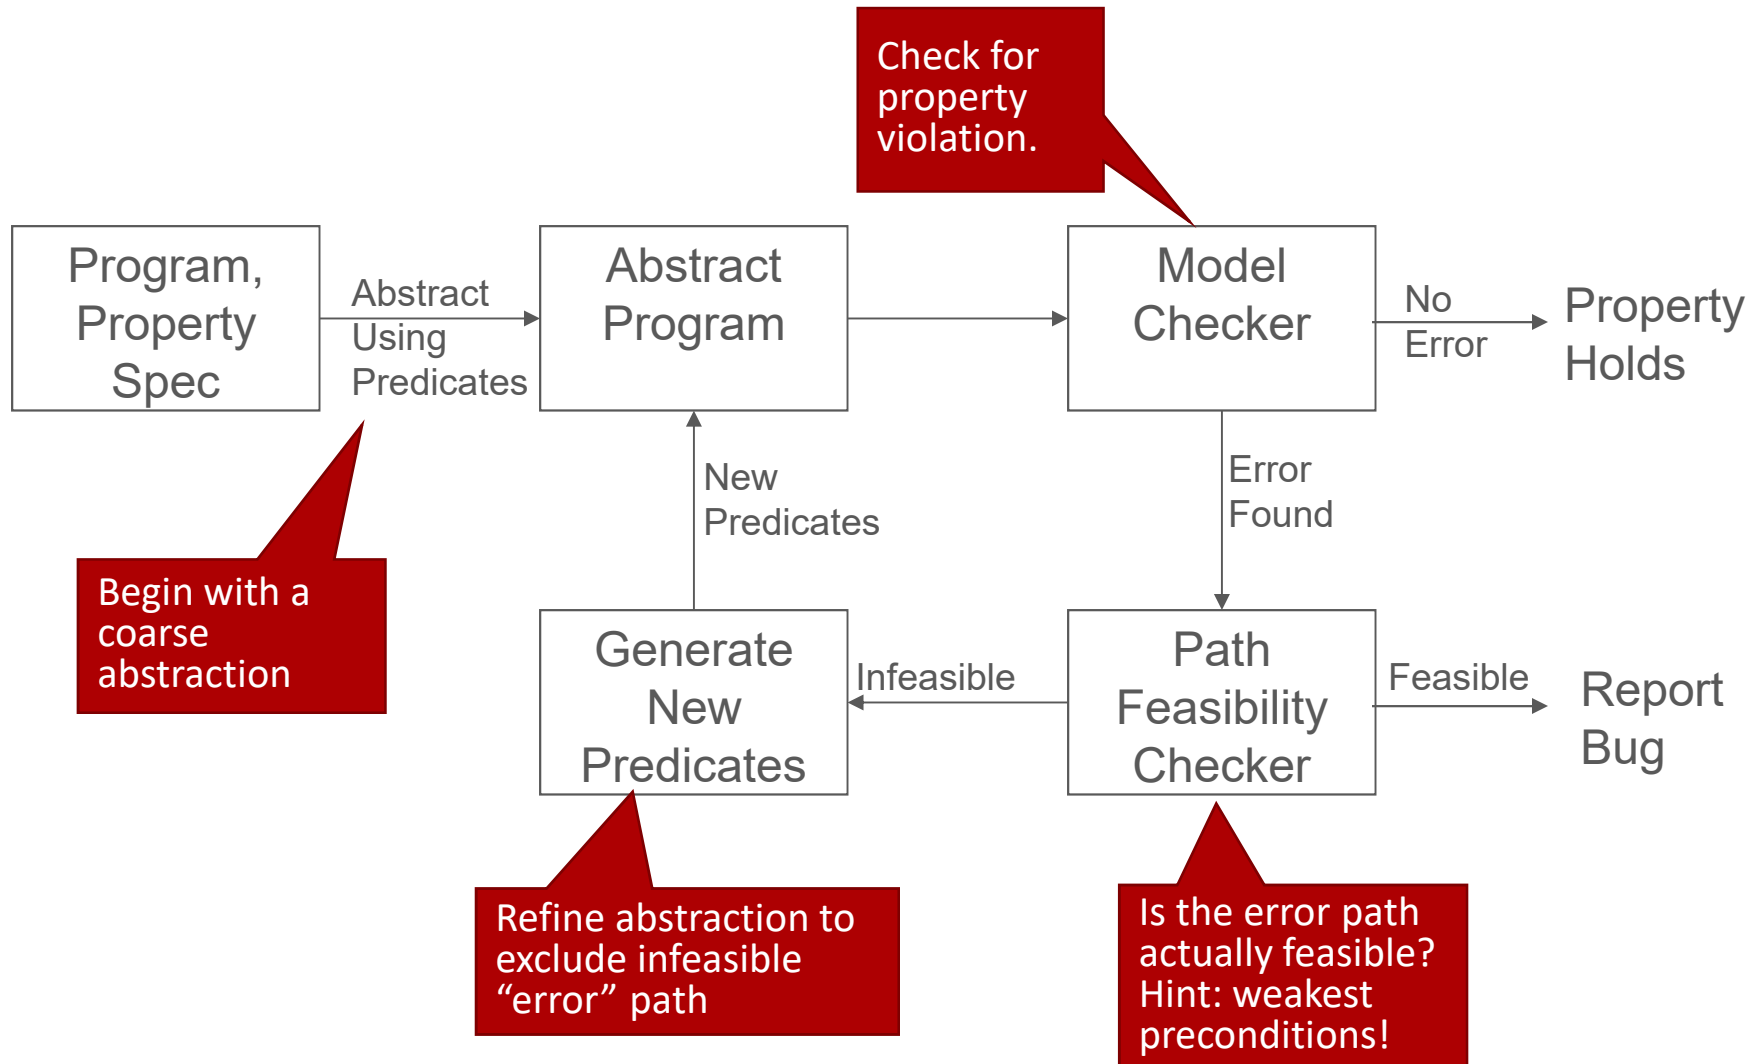 Check for
property
violation.
Program,
Property
Spec
Abstract
Using
Predicates
Abstract
Program
Model
Checker
No
Error
Property
Holds
New
Predicates
Error
Found
Begin with a
coarse
abstraction
Generate
New
Predicates
Infeasible
Path
Feasibility
Checker
Feasible
Report
Bug
Refine abstraction to
exclude infeasible
“error” path
Is the error path
actually feasible?
Hint: weakest
preconditions!